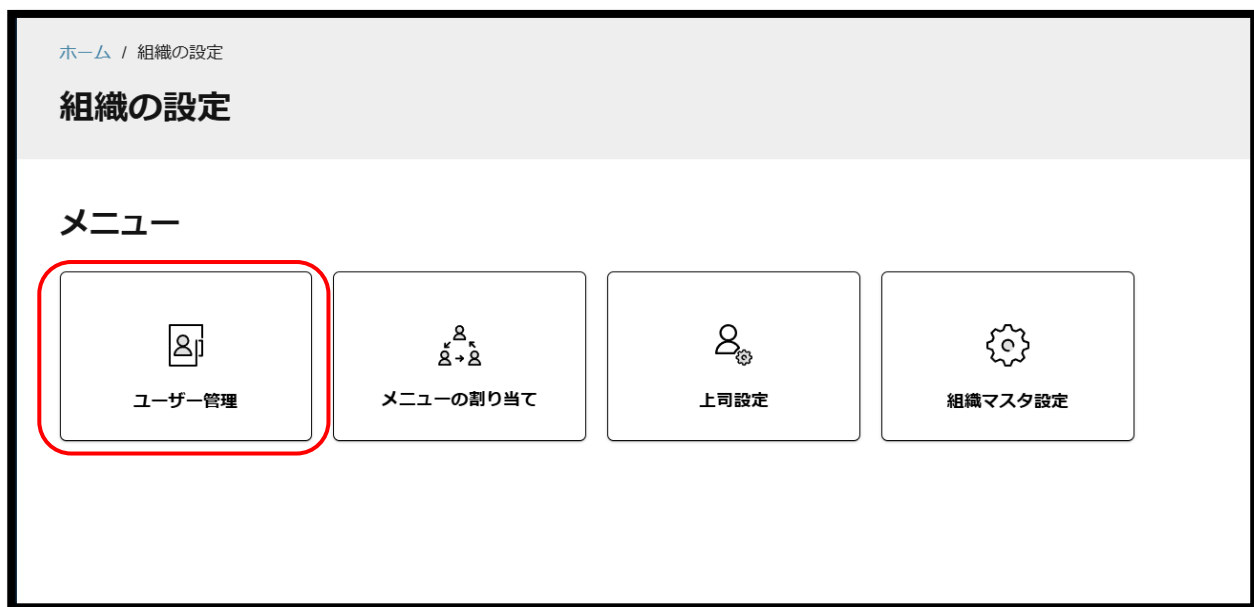 ホーム / 組織の設定
組織の設定
メニュー
ユーザー管理
メニューの割り当て
上司設定
組織マスタ設定